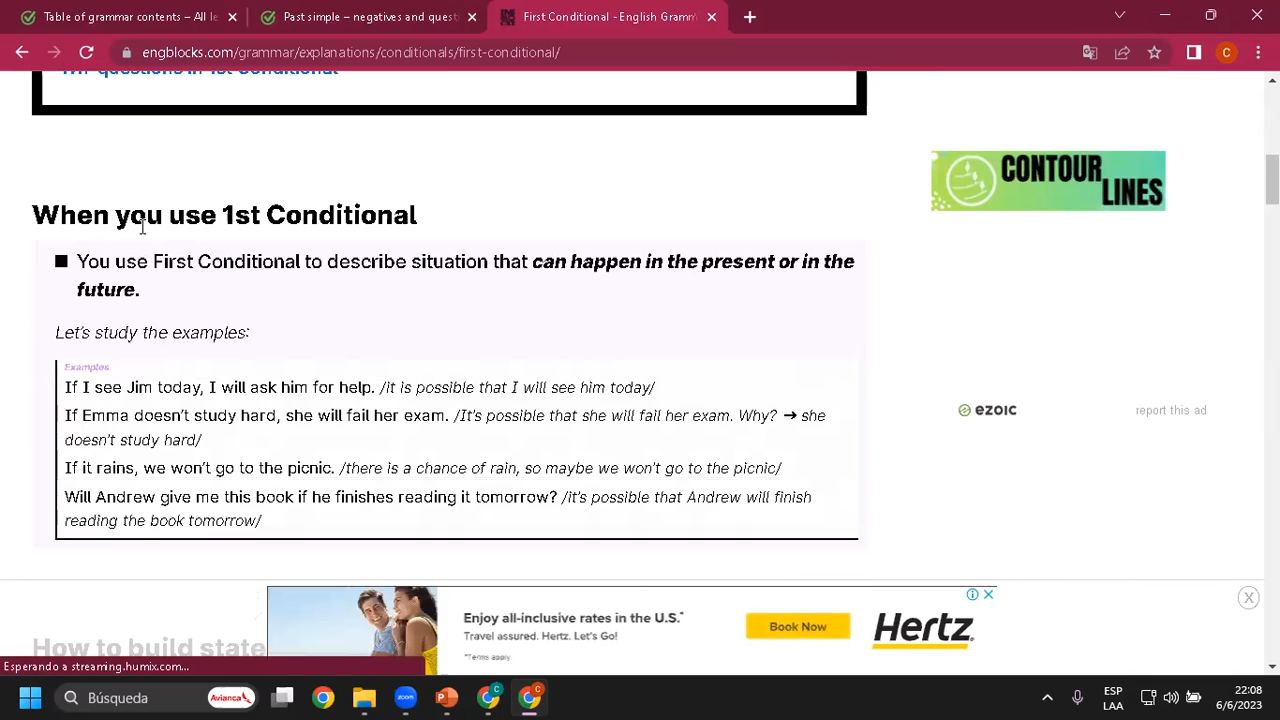 Table of grammar contents – All le
Past simple – negatives and quest
First Conditional - English Gramm
engblocks.com/grammar/explanations/conditionals/first-conditional/
questions in 1st Conditional
When you use 1st Conditional
You use First Conditional to describe situation that can happen in the present or in the
future.
Let's study the examples:
Examples
If I see Jim today, I will ask him for help. /it is possible that I will see him today/
If Emma doesn't study hard, she will fail her exam. /It's possible that she will fail her exam. Why? ➔ she
doesn't study hard/
If it rains, we won't go to the picnic. /there is a chance of rain, so maybe we won't go to the picnic/
Will Andrew give me this book if he finishes reading it tomorrow? /it's possible that Andrew will finish
reading the book tomorrow/
CONTOUR
LINES
ezoic
report this ad
How to build state
Enjoy all-inclusive rates in the U.S.*
Travel assured. Hertz. Let's Go!
*Terms apply.
Book Now
Hertz
Esperando a streaming.humix.com...
Búsqueda
Avianca
ESP
LAA
22:08
6/6/2023